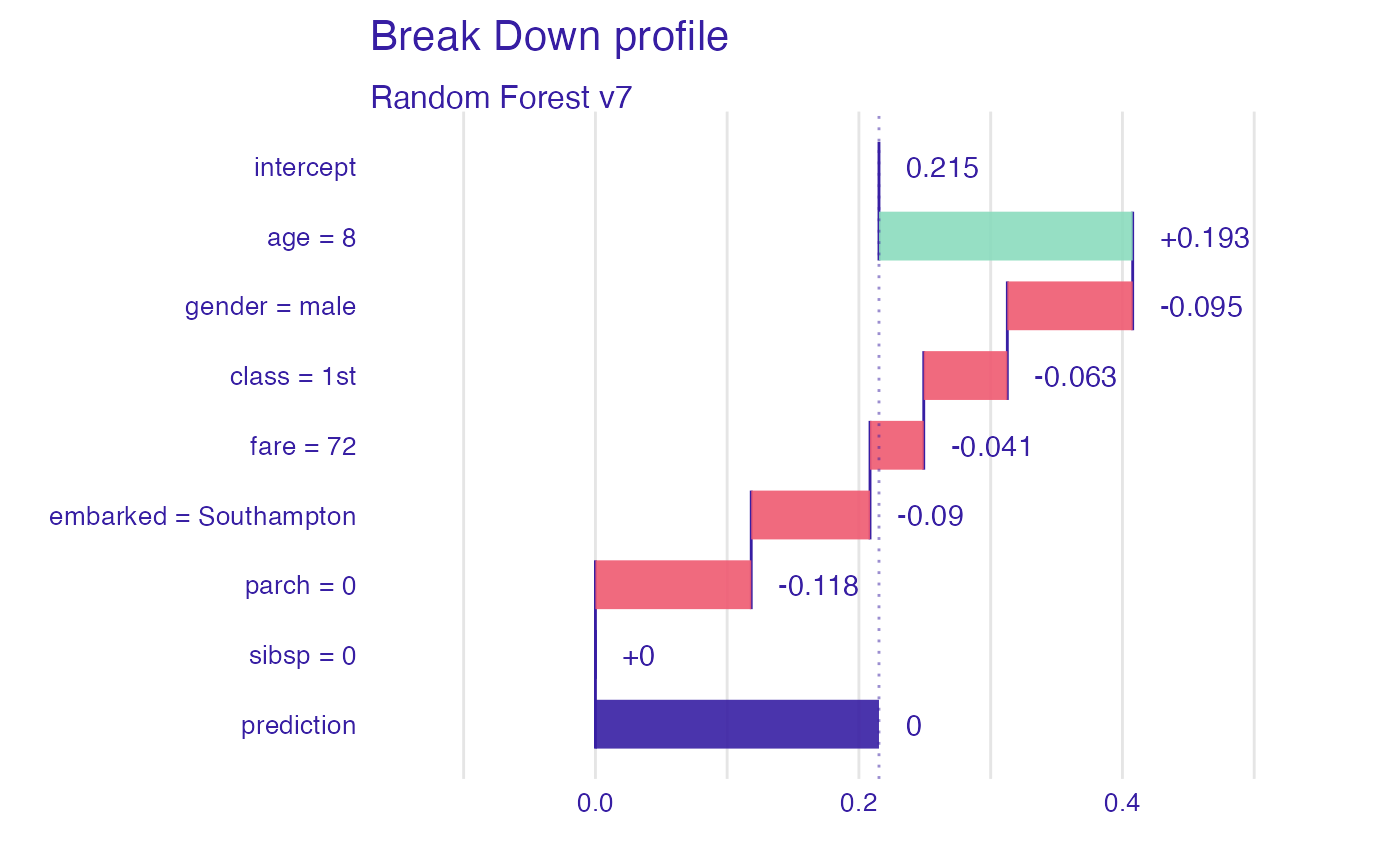 Break Down profile
Random Forest v7
intercept 0.215
age = 8 +0.193
gender = male -0.095
class = 1st -0.063
fare = 72 -0.041
embarked = Southampton -0.09
parch = 0 -0.118
sibsp = 0 +0
prediction 0
0.0 0.2 0.4